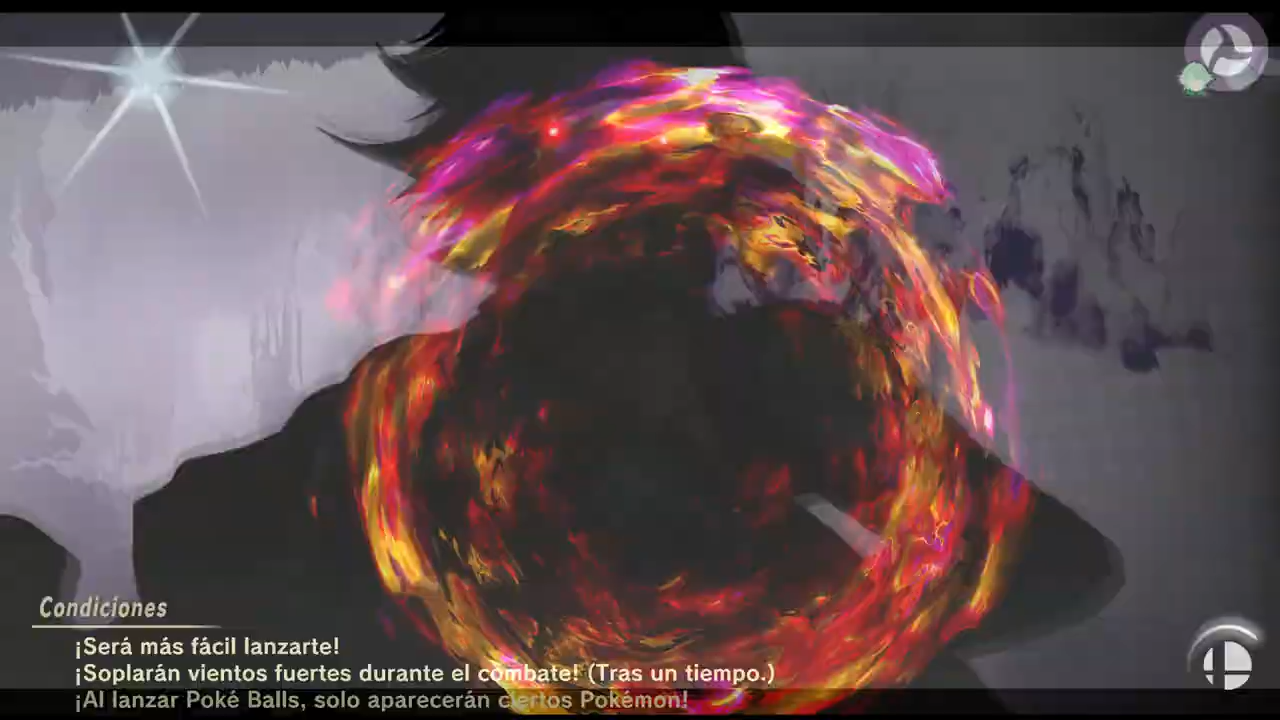 Condiciones
¡Será más fácil lanzarte!
¡Soplarán vientos fuertes durante el combate! (Tras un tiempo.)
¡Al lanzar Poké Balls, solo aparecerán ciertos Pokémon!